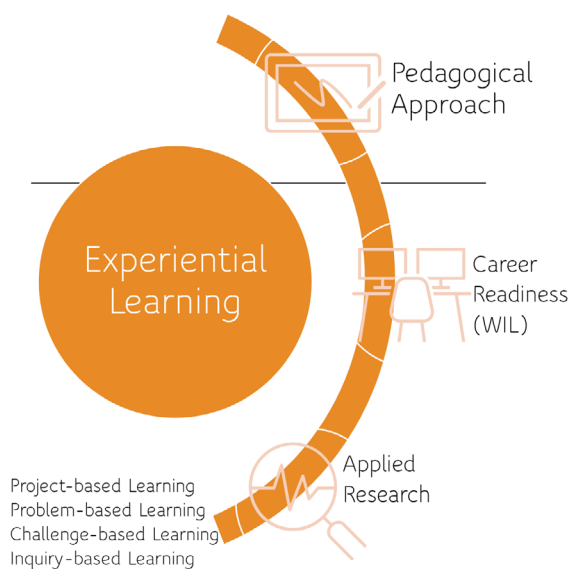 Pedagogical
Approach
Experiential
Learning
Career
Readiness
(WIL)
Applied
Research
Project-based Learning
Problem-based Learning
Challenge-based Learning
Inquiry-based Learning